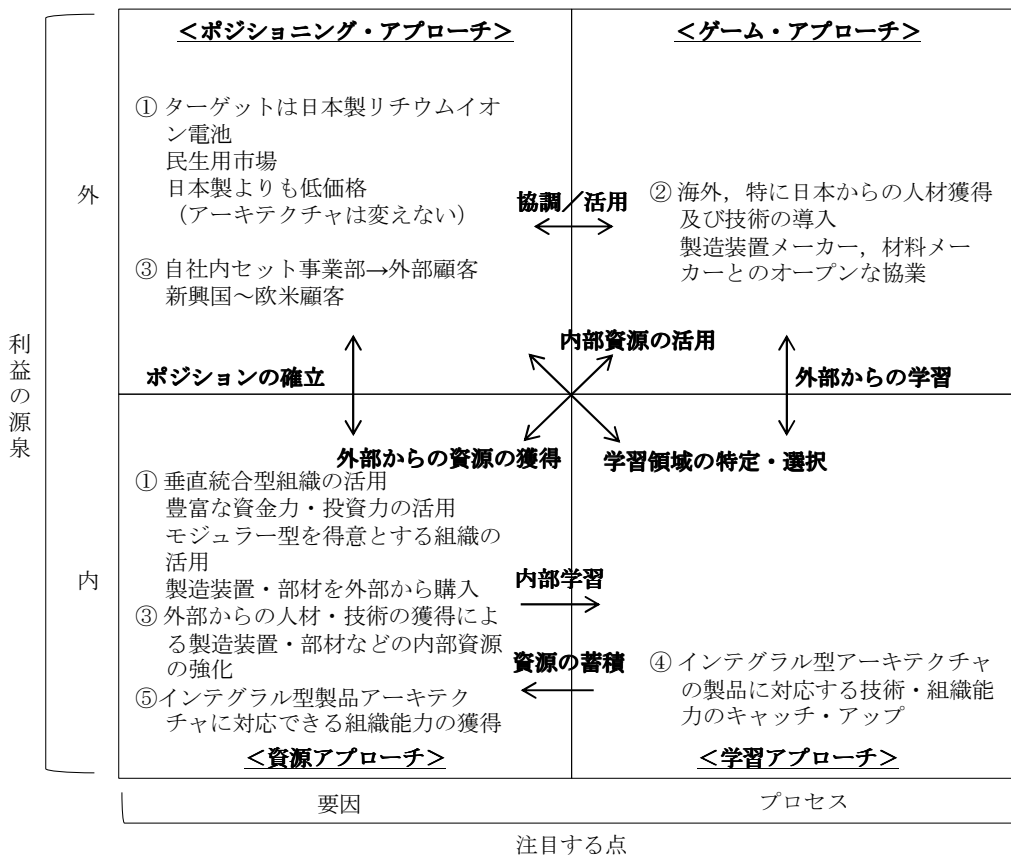 ＜ポジショニング・アプローチ＞
＜ゲーム・アプローチ＞
① ターゲットは日本製リチウムイオ
ン電池
民生用市場
日本製よりも低価格
（アーキテクチャは変えない）
③ 自社内セット事業部→外部顧客
新興国～欧米顧客
協調／活用
② 海外，特に日本からの人材獲得
及び技術の導入
製造装置メーカー，材料メー
カーとのオープンな協業
外
利益の源泉
内部資源の活用
ポジションの確立
外部からの学習
外部からの資源の獲得
学習領域の特定・選択
① 垂直統合型組織の活用
豊富な資金力・投資力の活用
モジュラー型を得意とする組織の
活用
製造装置・部材を外部から購入
③ 外部からの人材・技術の獲得によ
る製造装置・部材などの内部資源
の強化
⑤インテグラル型製品アーキテク
チャに対応できる組織能力の獲得
内
内部学習
資源の蓄積
④ インテグラル型アーキテクチャ
の製品に対応する技術・組織能
力のキャッチ・アップ
＜資源アプローチ＞
＜学習アプローチ＞
要因
プロセス
注目する点